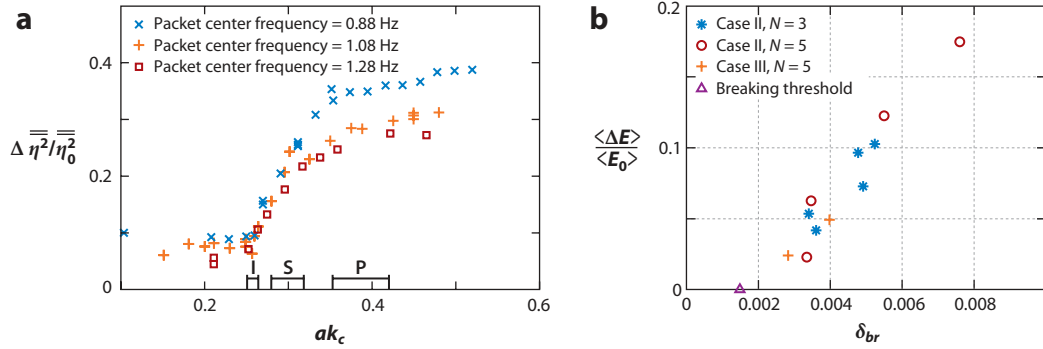 a
× Packet center frequency = 0.88 Hz
+ Packet center frequency = 1.08 Hz
□ Packet center frequency = 1.28 Hz
0.4
0.2
0
Δ η²/η₀²
I
S
P
0.2
0.4
0.6
ak_c
b
Case II, N = 3
Case II, N = 5
Case III, N = 5
Breaking threshold
0.2
0.1
0
<ΔE>
<E₀>
0.002
0.004
0.006
0.008
δ_br